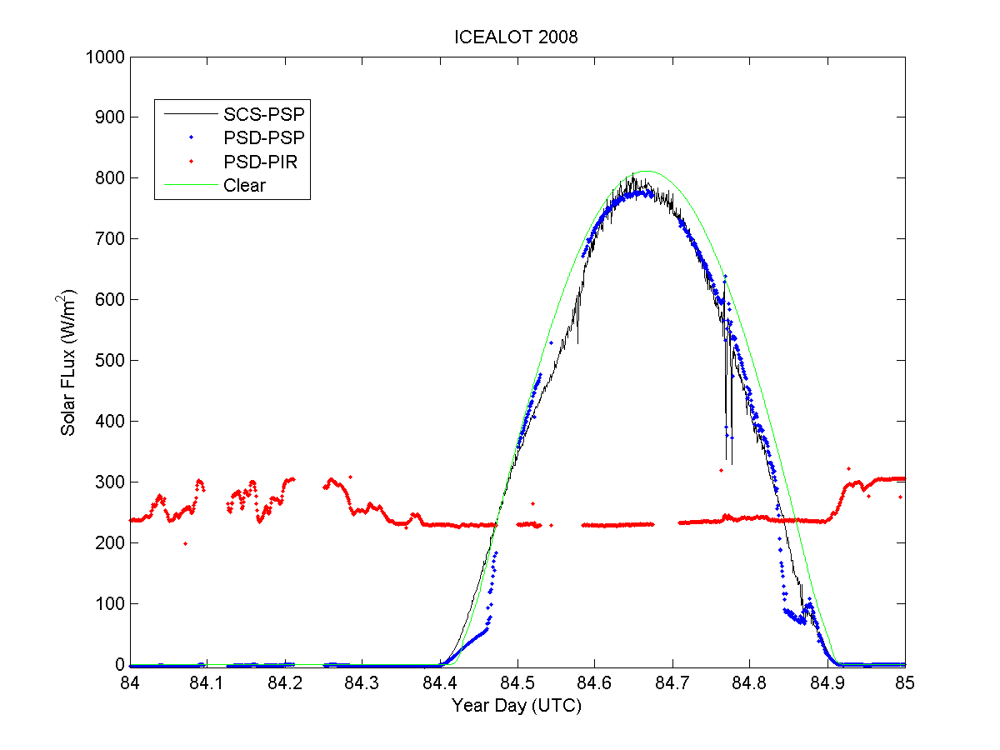 ICEALOT 2008
1000
900
800
700
600
500
400
300
200
100
0
SCS-PSP
PSD-PSP
PSD-PIR
Clear
Solar FLux (W/m²)
84 84.1 84.2 84.3 84.4 84.5 84.6 84.7 84.8 84.9 85
Year Day (UTC)